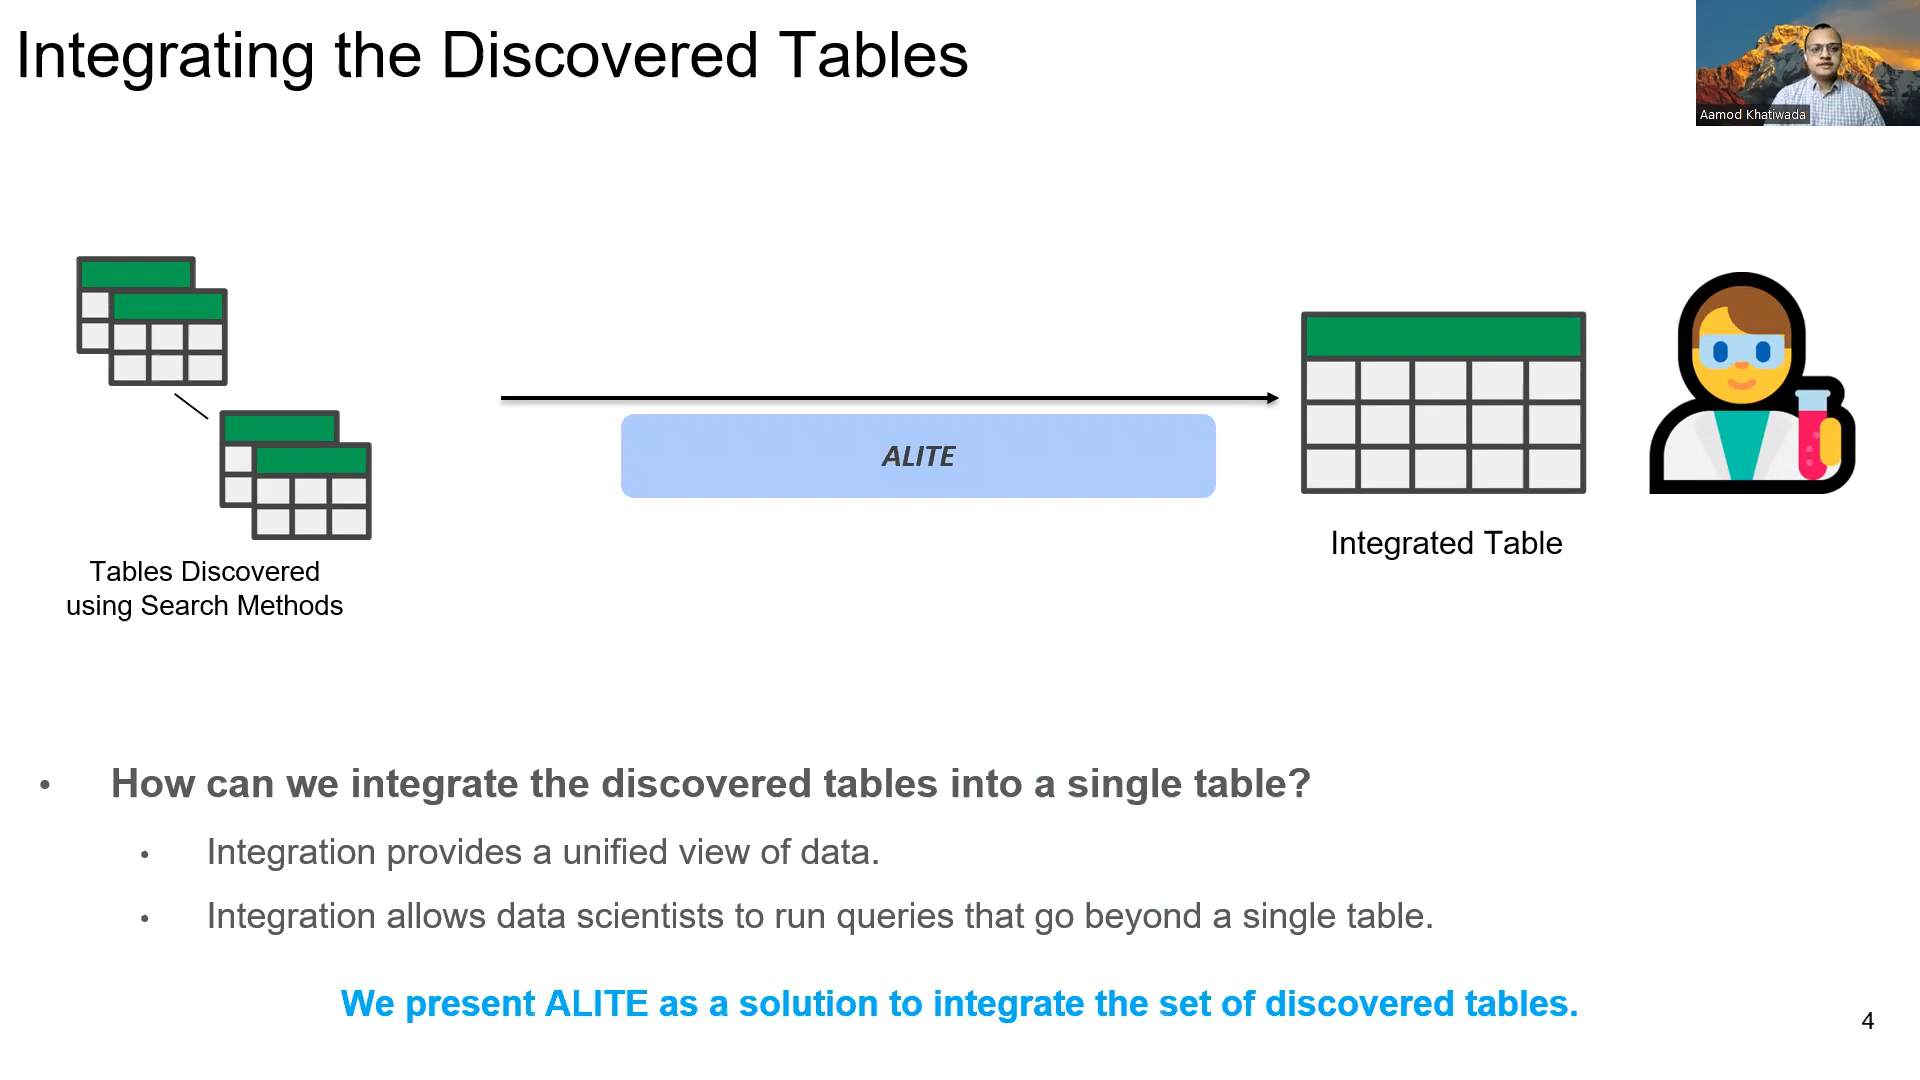 Integrating the Discovered Tables
Aamod Khatiwada
ALITE
Integrated Table
Tables Discovered
using Search Methods
• How can we integrate the discovered tables into a single table?
• Integration provides a unified view of data.
• Integration allows data scientists to run queries that go beyond a single table.
We present ALITE as a solution to integrate the set of discovered tables.
4